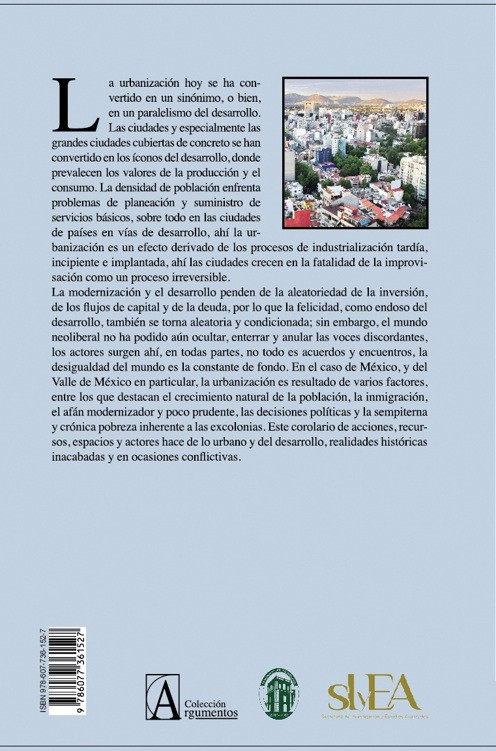 La urbanización hoy se ha con-
vertido en un sinónimo, o bien,
en un paralelismo del desarrollo.
Las ciudades y especialmente las
grandes ciudades cubiertas de concreto se han
convertido en los íconos del desarrollo, donde
prevalecen los valores de la producción y el
consumo. La densidad de población enfrenta
problemas de planeación y suministro de
servicios básicos, sobre todo en las ciudades
de países en vías de desarrollo, ahí la ur-
banización es un efecto derivado de los procesos de industrialización tardía,
incipiente e implantada, ahí las ciudades crecen en la fatalidad de la improvi-
sación como un proceso irreversible.
La modernización y el desarrollo penden de la aleatoriedad de la inversión,
de los flujos de capital y de la deuda, por lo que la felicidad, como endoso del
desarrollo, también se torna aleatoria y condicionada; sin embargo, el mundo
neoliberal no ha podido aún ocultar, enterrar y anular las voces discordantes,
los actores surgen ahí, en todas partes, no todo es acuerdos y encuentros, la
desigualdad del mundo es la constante de fondo. En el caso de México, y del
Valle de México en particular, la urbanización es resultado de varios factores,
entre los que destacan el crecimiento natural de la población, la inmigración,
el afán modernizador y poco prudente, las decisiones políticas y la sempiterna
y crónica pobreza inherente a las excolonias. Este corolario de acciones, recur-
sos, espacios y actores hace de lo urbano y del desarrollo, realidades históricas
inacabadas y en ocasiones conflictivas.
ISBN 978-607-736-152-7
9 786077 361527
A
Colección
rgumentos
SIyEA